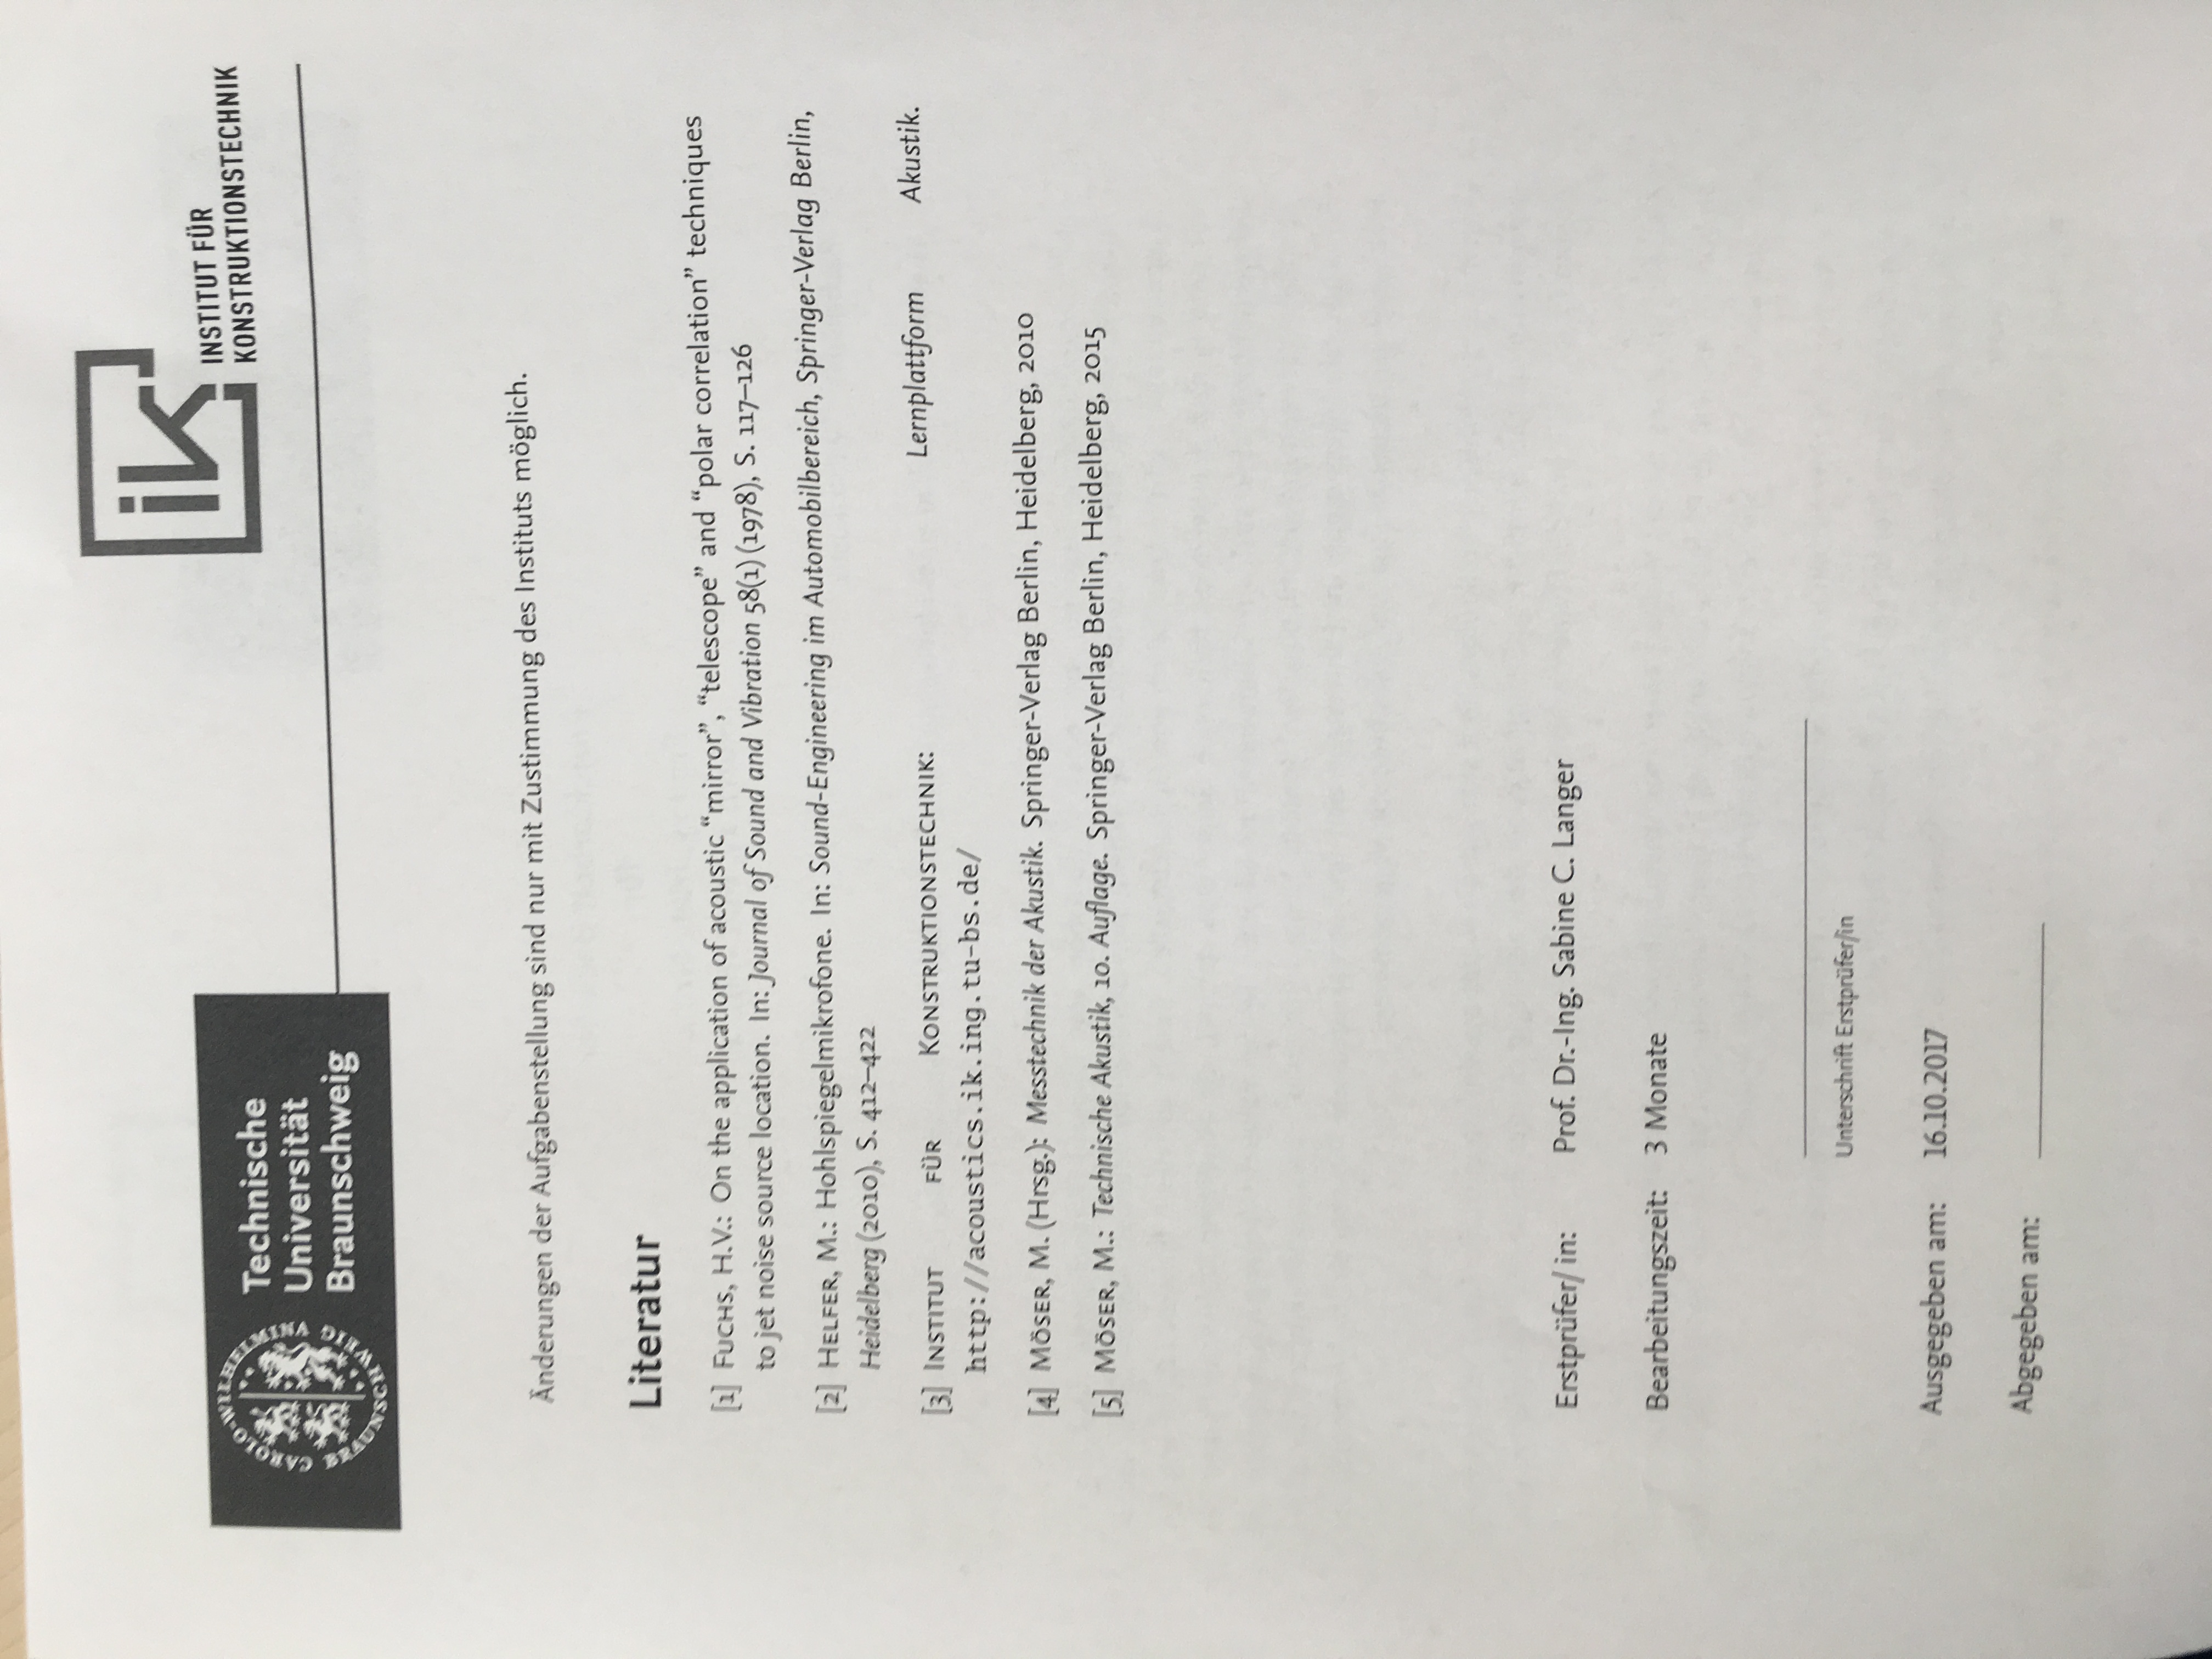 CAROLO-WILHELMINA
BRAUNSCHWEIG
Technische
Universität
Braunschweig
ik
INSTITUT FÜR
KONSTRUKTIONSTECHNIK
Änderungen der Aufgabenstellung sind nur mit Zustimmung des Instituts möglich.
Literatur
[1] FUCHS, H.V.: On the application of acoustic “mirror”, “telescope” and “polar correlation” techniques
to jet noise source location. In: Journal of Sound and Vibration 58(1) (1978), S. 117–126
[2] HELFER, M.: Hohlspiegelmikrofone. In: Sound-Engineering im Automobilbereich, Springer-Verlag Berlin,
Heidelberg (2010), S. 412–422
[3] INSTITUT FÜR KONSTRUKTIONSTECHNIK: Lernplattform Akustik.
http://acoustics.ik.ing.tu-bs.de/
[4] MÖSER, M. (Hrsg.): Messtechnik der Akustik. Springer-Verlag Berlin, Heidelberg, 2010
[5] MÖSER, M.: Technische Akustik, 10. Auflage. Springer-Verlag Berlin, Heidelberg, 2015
Erstprüfer/ in: Prof. Dr.-Ing. Sabine C. Langer
Bearbeitungszeit: 3 Monate
Unterschrift Erstprüfer/in
Ausgegeben am: 16.10.2017
Abgegeben am: